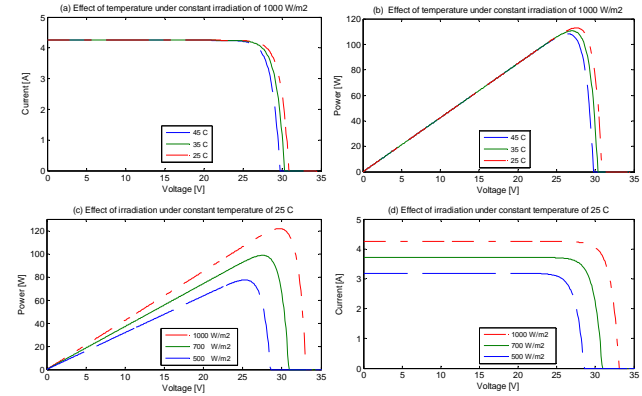 (a) Effect of temperature under constant irradiation of 1000 W/m2
Current [A]
4
3
2
1
0
45 C
35 C
25 C
0 5 10 15 20 25 30 35
Voltage [V]
(b) Effect of temperature under constant irradiation of 1000 W/m2
Power [W]
120
100
80
60
40
20
0
45 C
35 C
25 C
0 5 10 15 20 25 30 35
Voltage [V]
(c) Effect of irradiation under constant temperature of 25 C
Power [W]
120
100
80
60
40
20
0
1000 W/m2
700 W/m2
500 W/m2
0 5 10 15 20 25 30 35
Voltage [V]
(d) Effect of irradiation under constant temperature of 25 C
Current [A]
5
4
3
2
1
0
1000 W/m2
700 W/m2
500 W/m2
0 5 10 15 20 25 30 35
Voltage [V]